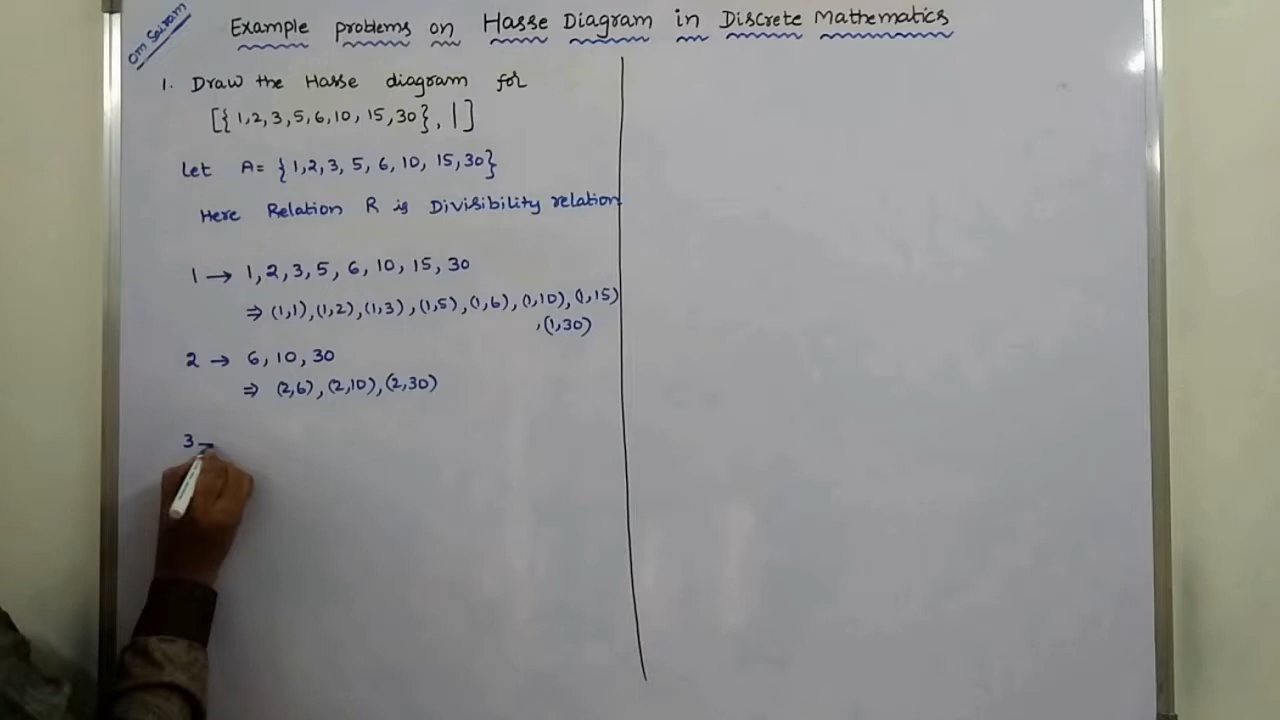 Om Sairam
Example problems on Hasse Diagram in Discrete Mathematics
1. Draw the Hasse diagram for
[{1,2,3,5,6,10, 15,30}, |]
Let A= {1,2,3, 5, 6, 10, 15,30}
Here Relation R is Divisibility relation
1 → 1,2,3,5, 6, 10, 15, 30
⇒ (1,1), (1,2), (1,3), (1,5), (1,6), (1,10), (1,15)
,(1,30)
2 → 6, 10, 30
⇒ (2,6), (2,10), (2,30)
3 –